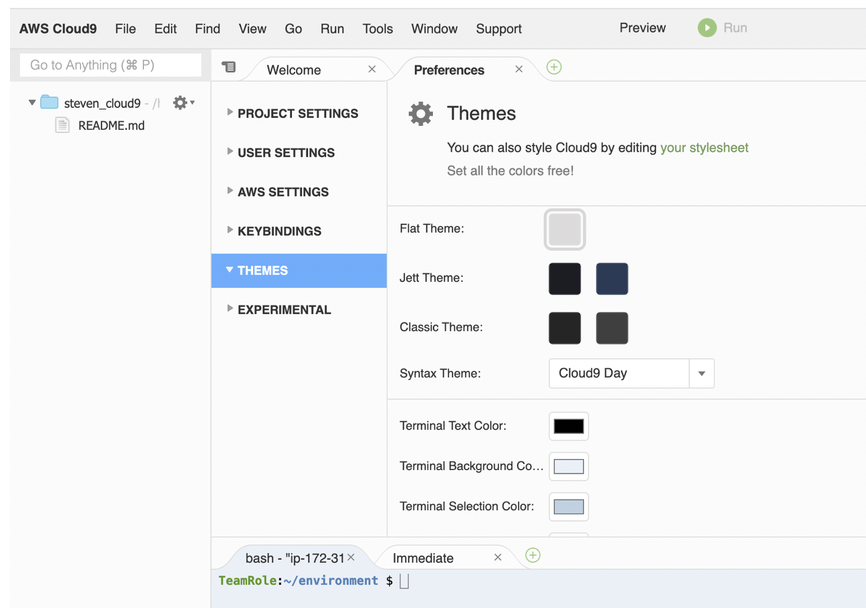 AWS Cloud9 File Edit Find View Go Run Tools Window Support Preview Run
Go to Anything (⌘ P)
Welcome Preferences
steven_cloud9 - /
README.md
PROJECT SETTINGS
USER SETTINGS
AWS SETTINGS
KEYBINDINGS
THEMES
EXPERIMENTAL
Themes
You can also style Cloud9 by editing your stylesheet
Set all the colors free!
Flat Theme:
Jett Theme:
Classic Theme:
Syntax Theme: Cloud9 Day
Terminal Text Color:
Terminal Background Co...
Terminal Selection Color:
bash - "ip-172-31 Immediate
TeamRole:~/environment $